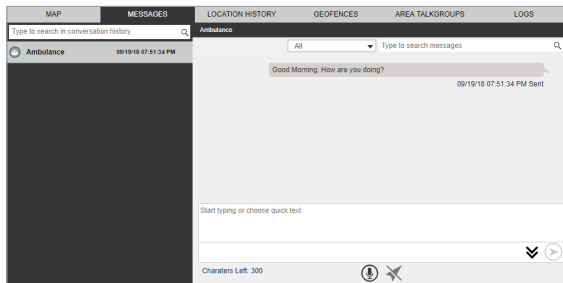 MAP MESSAGES LOCATION HISTORY GEOFENCES AREA TALKGROUPS LOGS
Type to search in conversation history
Ambulance 09/19/18 07:51:34 PM
Ambulance
All Type to search messages
Good Morning. How are you doing?
09/19/18 07:51:34 PM Sent
Start typing or choose quick text
Charaters Left: 300